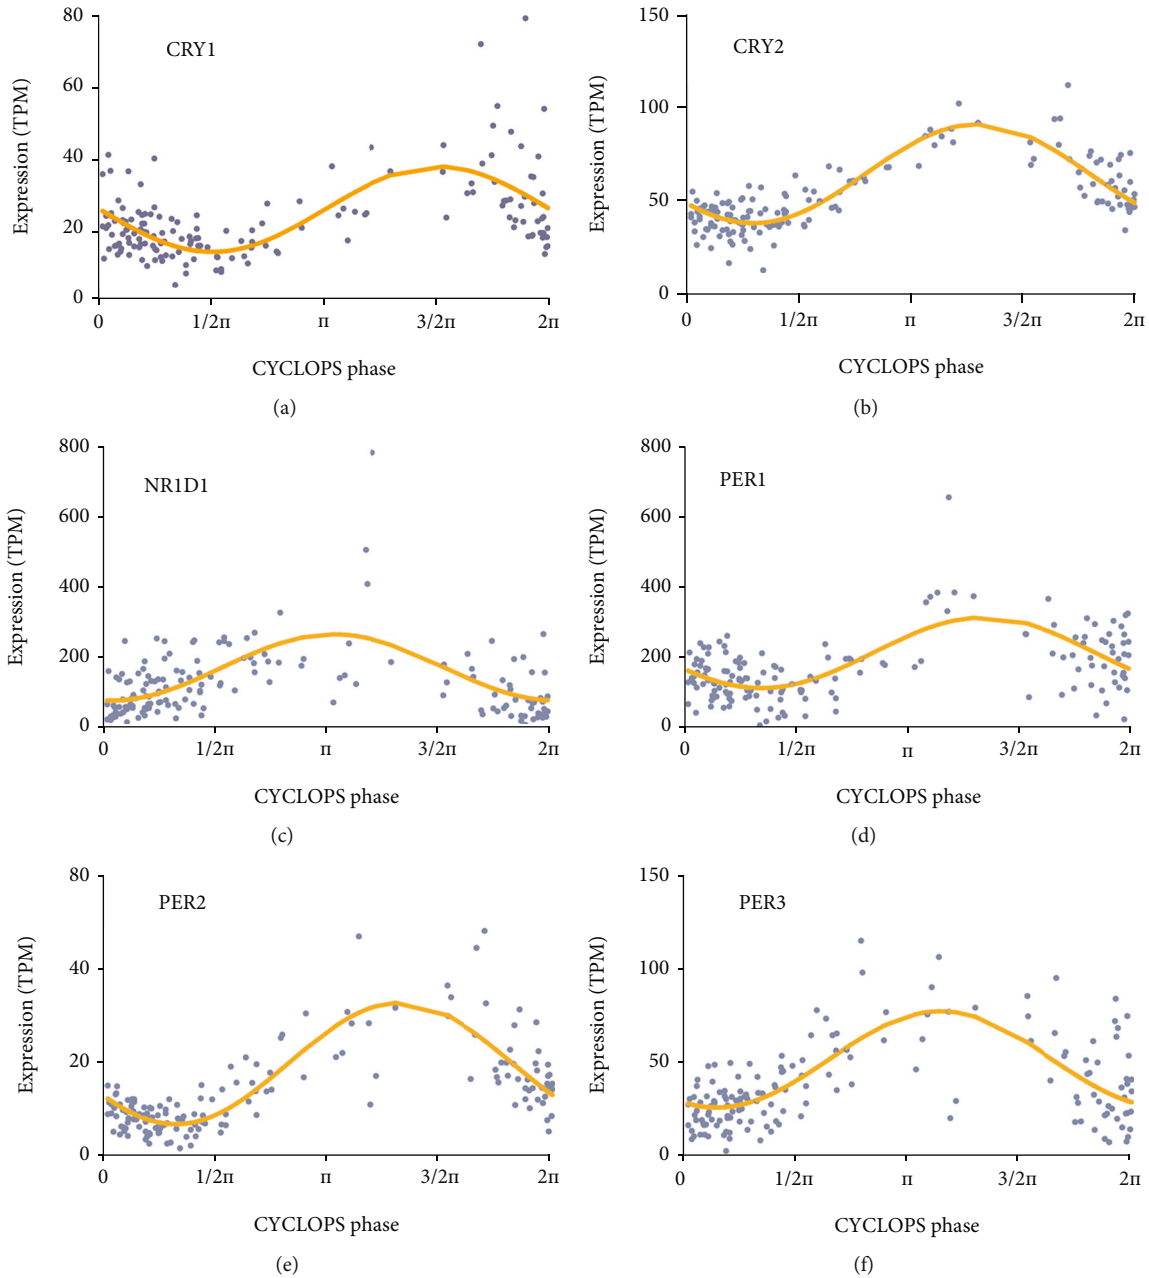 80
60
40
20
0
Expression (TPM)
CRY1
0 1/2π π 3/2π 2π
CYCLOPS phase
(a)
150
100
50
0
Expression (TPM)
CRY2
0 1/2π π 3/2π 2π
CYCLOPS phase
(b)
800
600
400
200
0
Expression (TPM)
NR1D1
0 1/2π π 3/2π 2π
CYCLOPS phase
(c)
800
600
400
200
0
Expression (TPM)
PER1
0 1/2π π 3/2π 2π
CYCLOPS phase
(d)
80
40
20
0
Expression (TPM)
PER2
0 1/2π π 3/2π 2π
CYCLOPS phase
(e)
150
100
50
0
Expression (TPM)
PER3
0 1/2π π 3/2π 2π
CYCLOPS phase
(f)